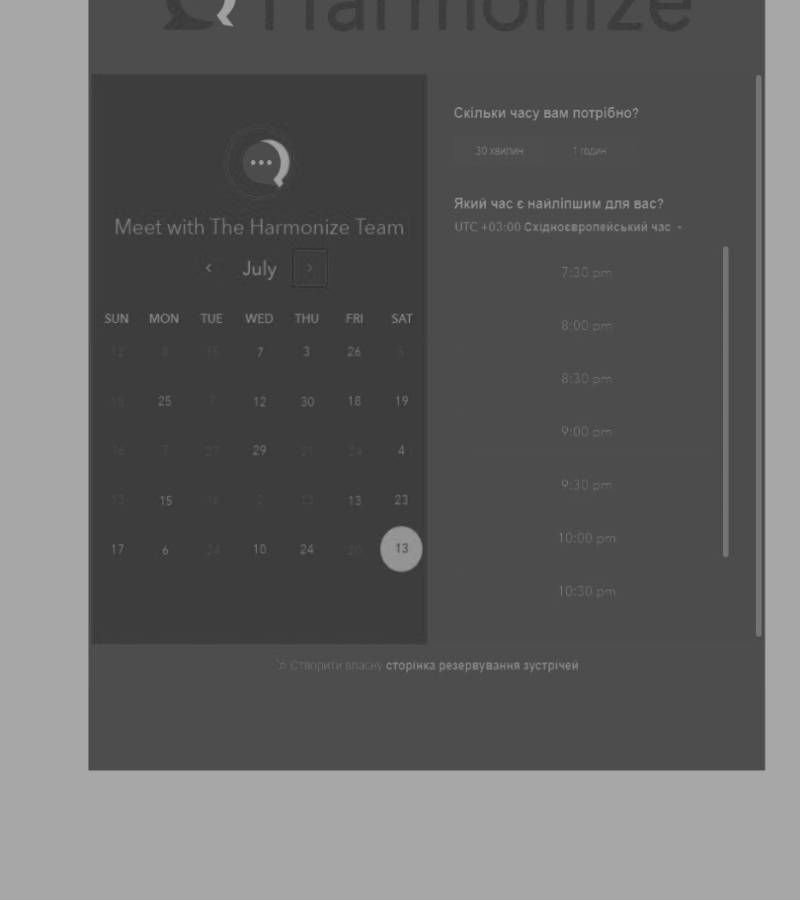 Harmonize
Meet with The Harmonize Team
July
SUN MON TUE WED THU FRI SAT
12 8 15 7 3 26 5
18 25 7 12 30 18 19
16 7 27 29 21 24 4
13 15 16 2 13 13 23
17 6 24 10 24 20 13
Скільки часу вам потрібно?
30 хвилин 1 годин
Який час є найліпшим для вас?
UTC +03:00 Східноєвропейський час
7:30 pm
8:00 pm
8:30 pm
9:00 pm
9:30 pm
10:00 pm
10:30 pm
Створити власну сторінка резервування зустрічей